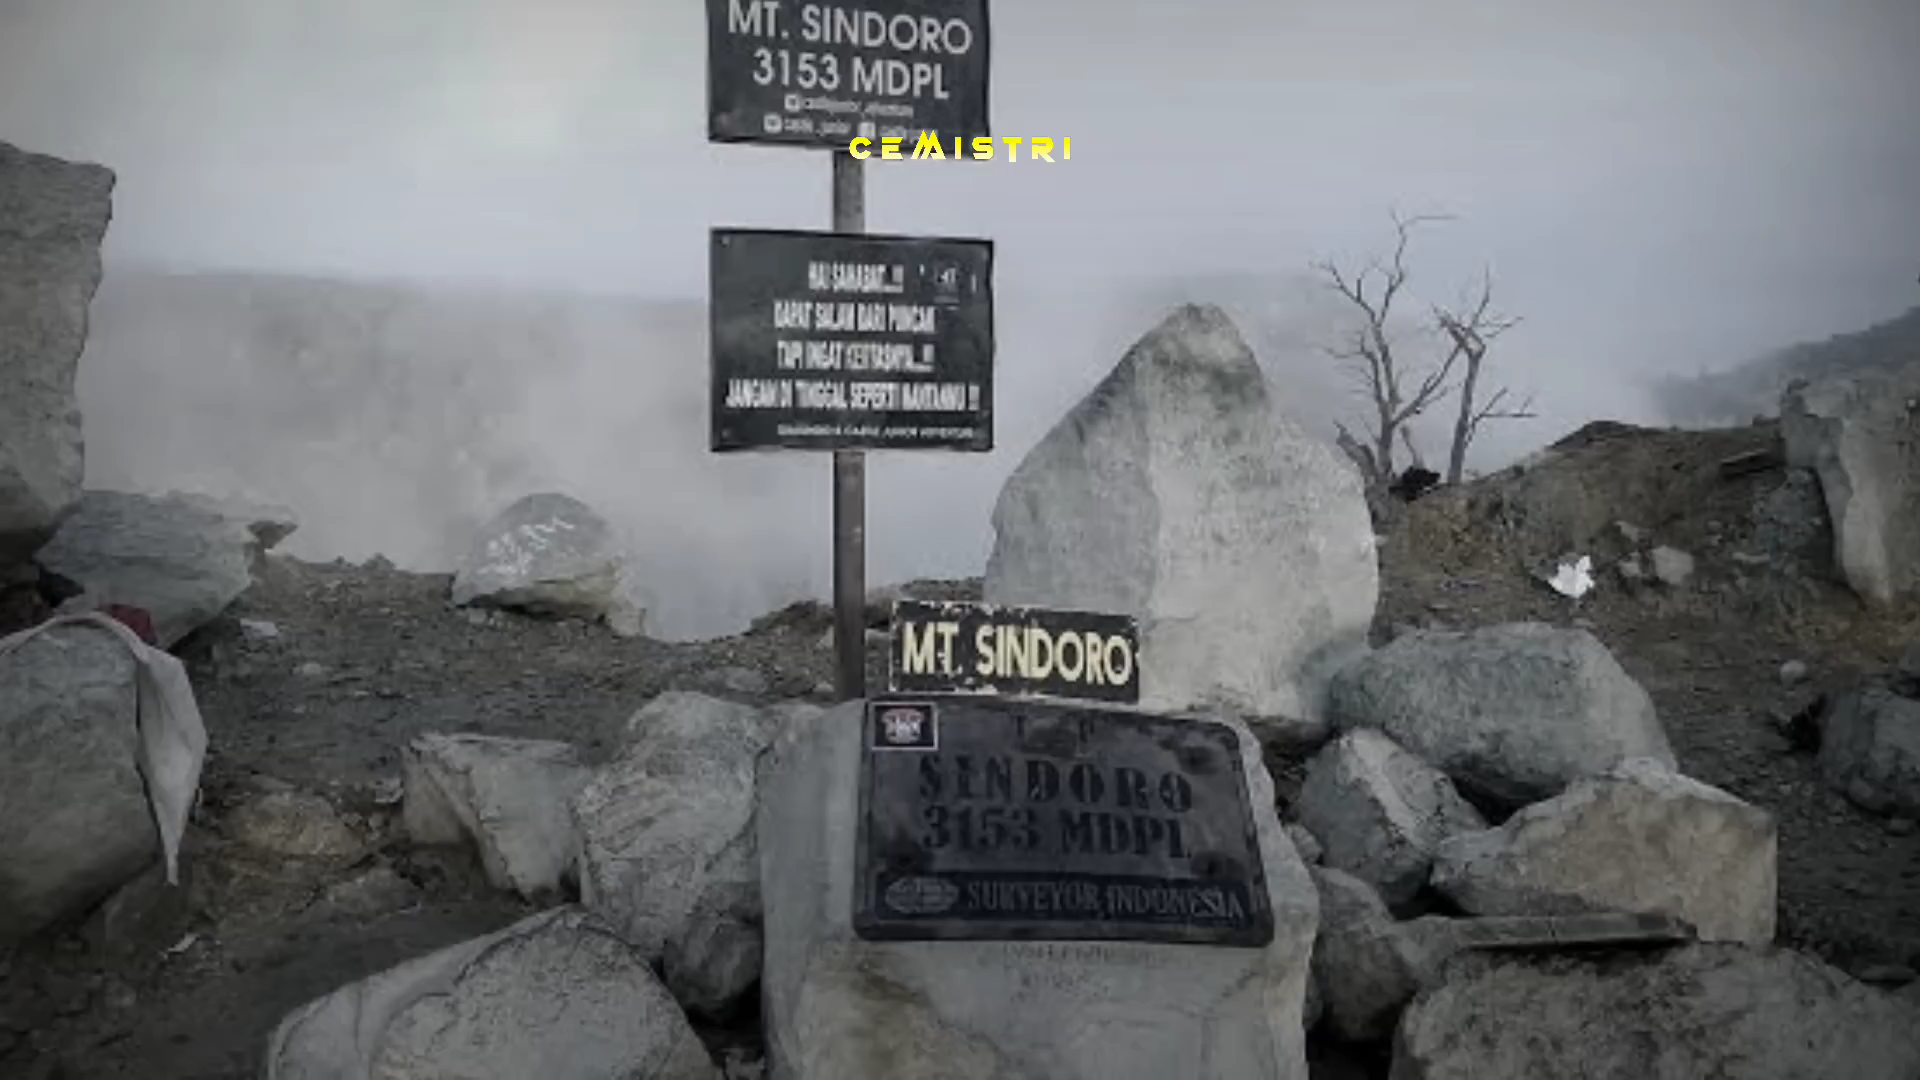 MT. SINDORO
3153 MDPL
CEMISTRI
HAI SAHABAT...!!
DAPAT SALAM DARI PUNCAK
TAPI INGAT KERTASNYA...!!
JANGAN DI TINGGAL SEPERTI MANTANMU !!
MT. SINDORO
SINDORO
3153 MDPL
SURVEYOR INDONESIA